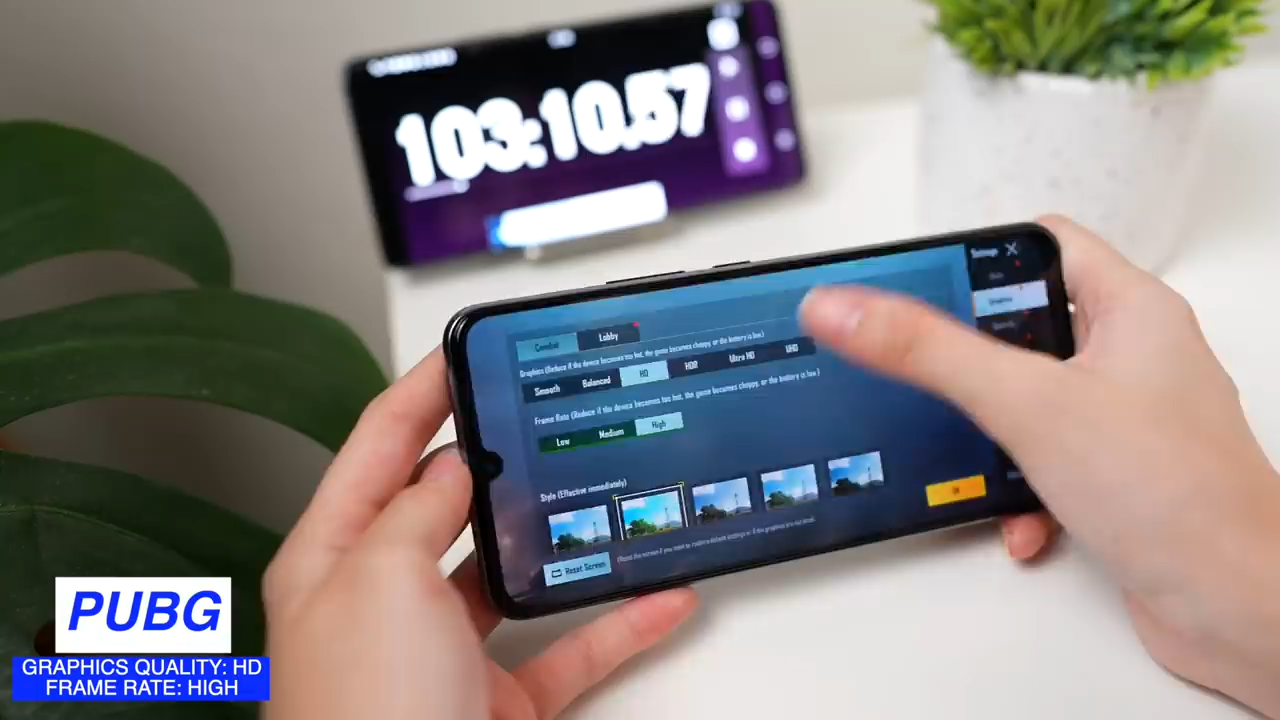 103:10.57
Settings
Graphics
Combat Lobby
Graphics (Reduce if the device becomes too hot, the game becomes choppy, or the battery is low)
Smooth Balanced HD HDR Ultra HD UHD
Frame Rate (Reduce if the device becomes too hot, the game becomes choppy, or the battery is low)
Low Medium High
Style (Effective immediately)
OK
Reset Screen
PUBG
GRAPHICS QUALITY: HD
FRAME RATE: HIGH